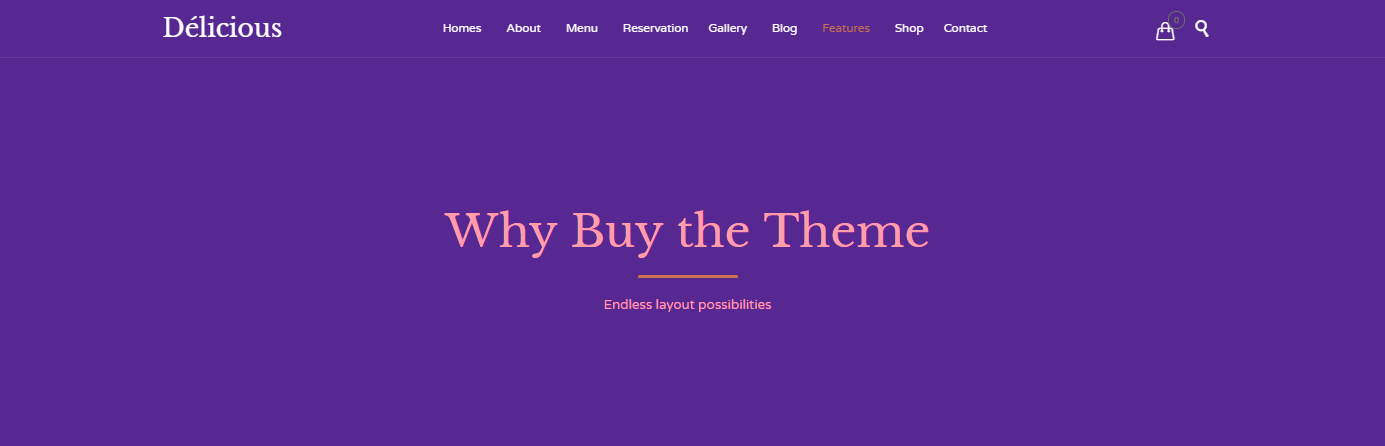 Délicious
Homes About Menu Reservation Gallery Blog Features Shop Contact
0
Why Buy the Theme
Endless layout possibilities